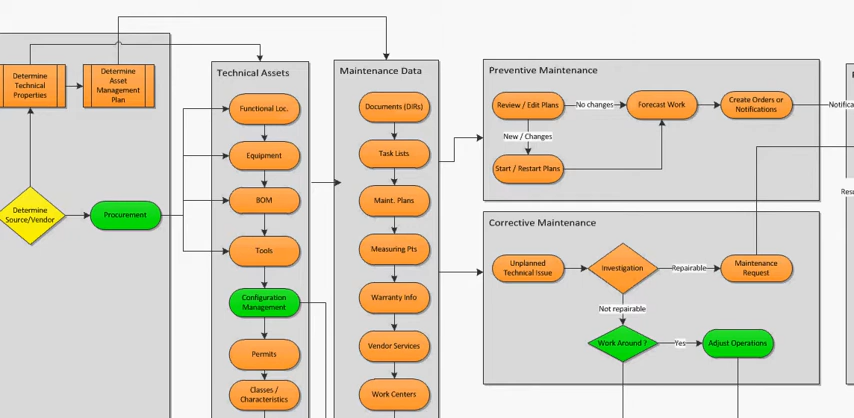 Determine
Technical
Properties
Determine
Asset
Management
Plan
Determine
Source/Vendor
Procurement
Technical Assets
Functional Loc.
Equipment
BOM
Tools
Configuration
Management
Permits
Classes /
Characteristics
Maintenance Data
Documents (DIRs)
Task Lists
Maint. Plans
Measuring Pts
Warranty Info
Vendor Services
Work Centers
Preventive Maintenance
Review / Edit Plans
No changes
Forecast Work
Create Orders or
Notifications
New / Changes
Start / Restart Plans
Corrective Maintenance
Unplanned
Technical Issue
Investigation
Repairable
Maintenance
Request
Not repairable
Work Around ?
Yes
Adjust Operations